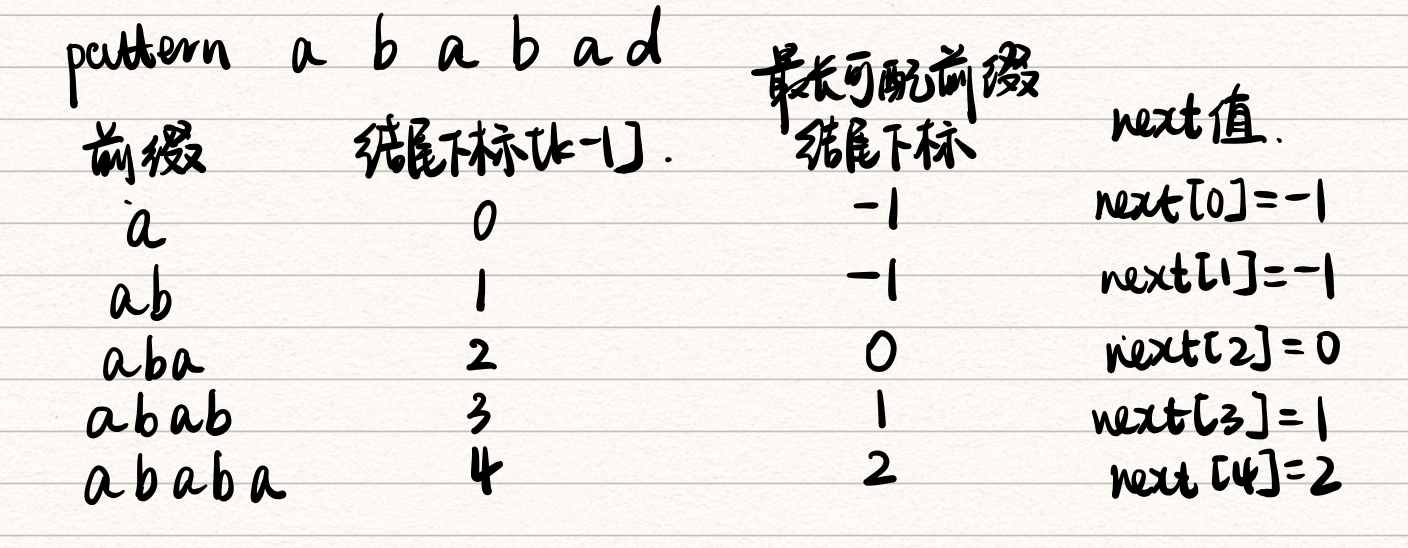 pattern a b a b a d
前缀 结尾下标[k-1]. 最长可配前缀结尾下标 next值.
a 0 -1 next[0]=-1
ab 1 -1 next[1]=-1
aba 2 0 next[2]=0
abab 3 1 next[3]=1
ababa 4 2 next[4]=2